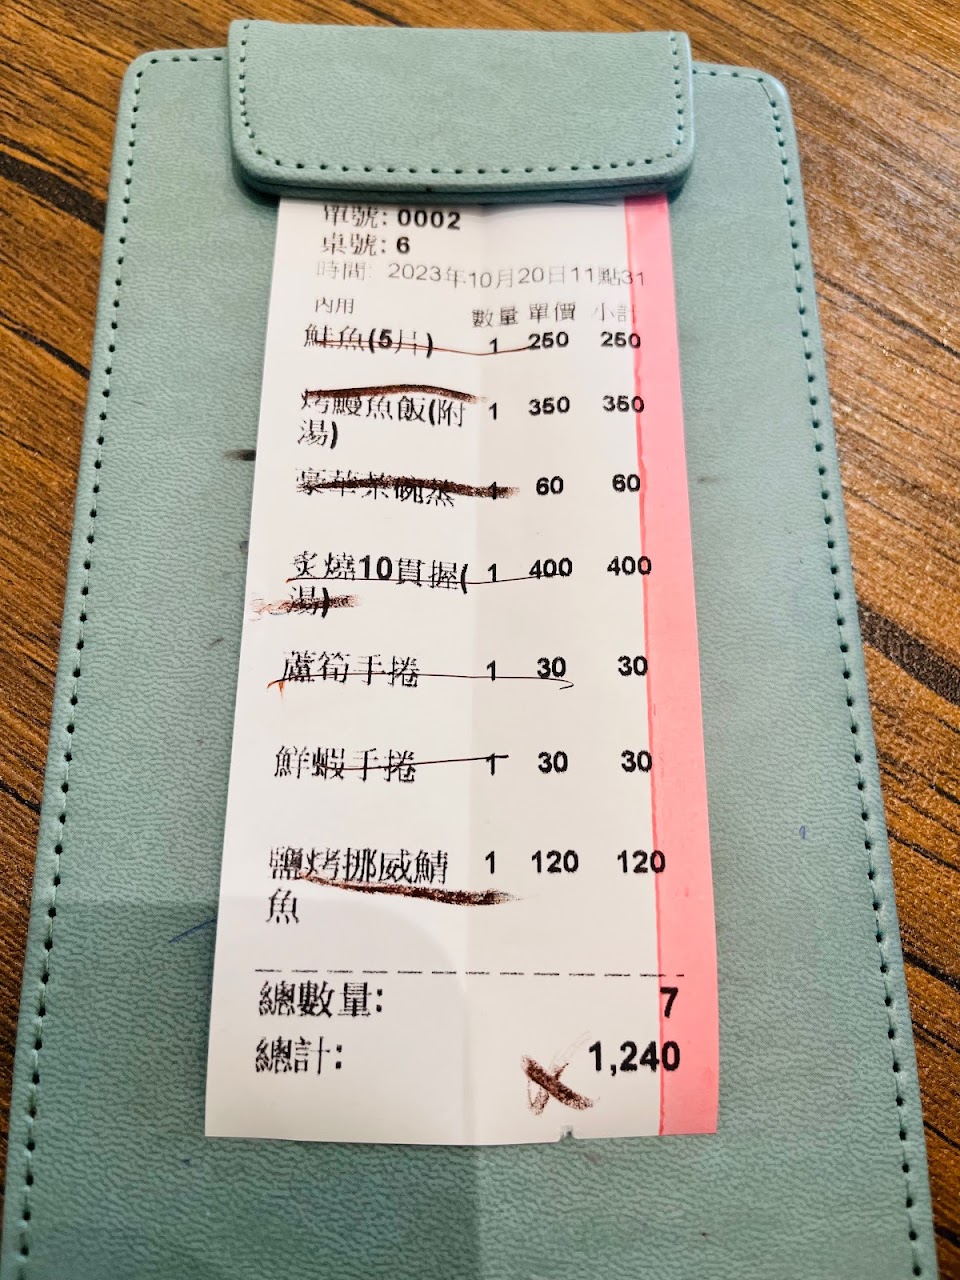 單號: 0002
桌號: 6
時間: 2023年10月20日11點31
內用 數量 單價 小計
鮭魚(5片) 1 250 250
烤鰻魚飯(附 1 350 350
湯)
豪華茶碗蒸 1 60 60
炙燒10貫握( 1 400 400
湯)
蘆筍手捲 1 30 30
鮮蝦手捲 1 30 30
鹽烤挪威鯖 1 120 120
魚
總數量: 7
總計: 1,240